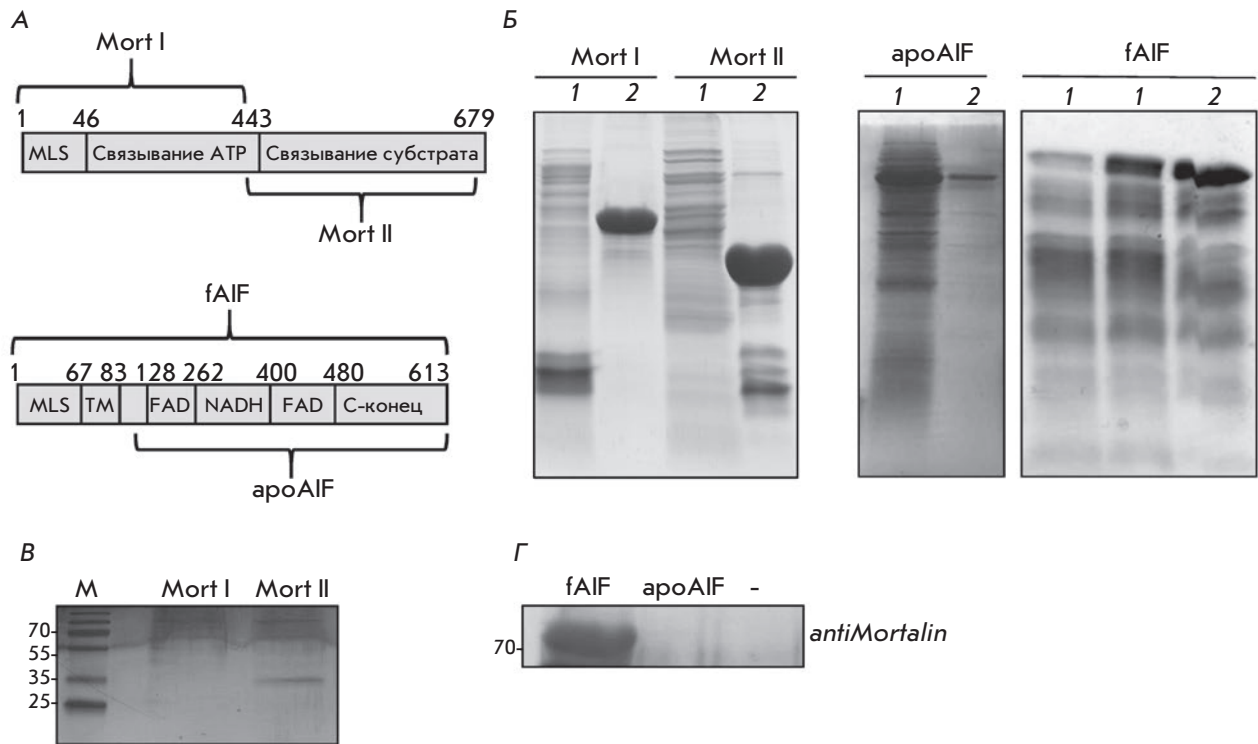 А
Mort I
1 46 443 679
MLS Связывание АТР Связывание субстрата
Mort II
fAIF
1 67 83 128 262 400 480 613
MLS TM FAD NADH FAD С-конец
apoAIF
Б
Mort I Mort II apoAIF fAIF
1 2 1 2 1 2 1 1 2
В
M Mort I Mort II
70
55
35
25
Г
fAIF apoAIF -
70
antiMortalin